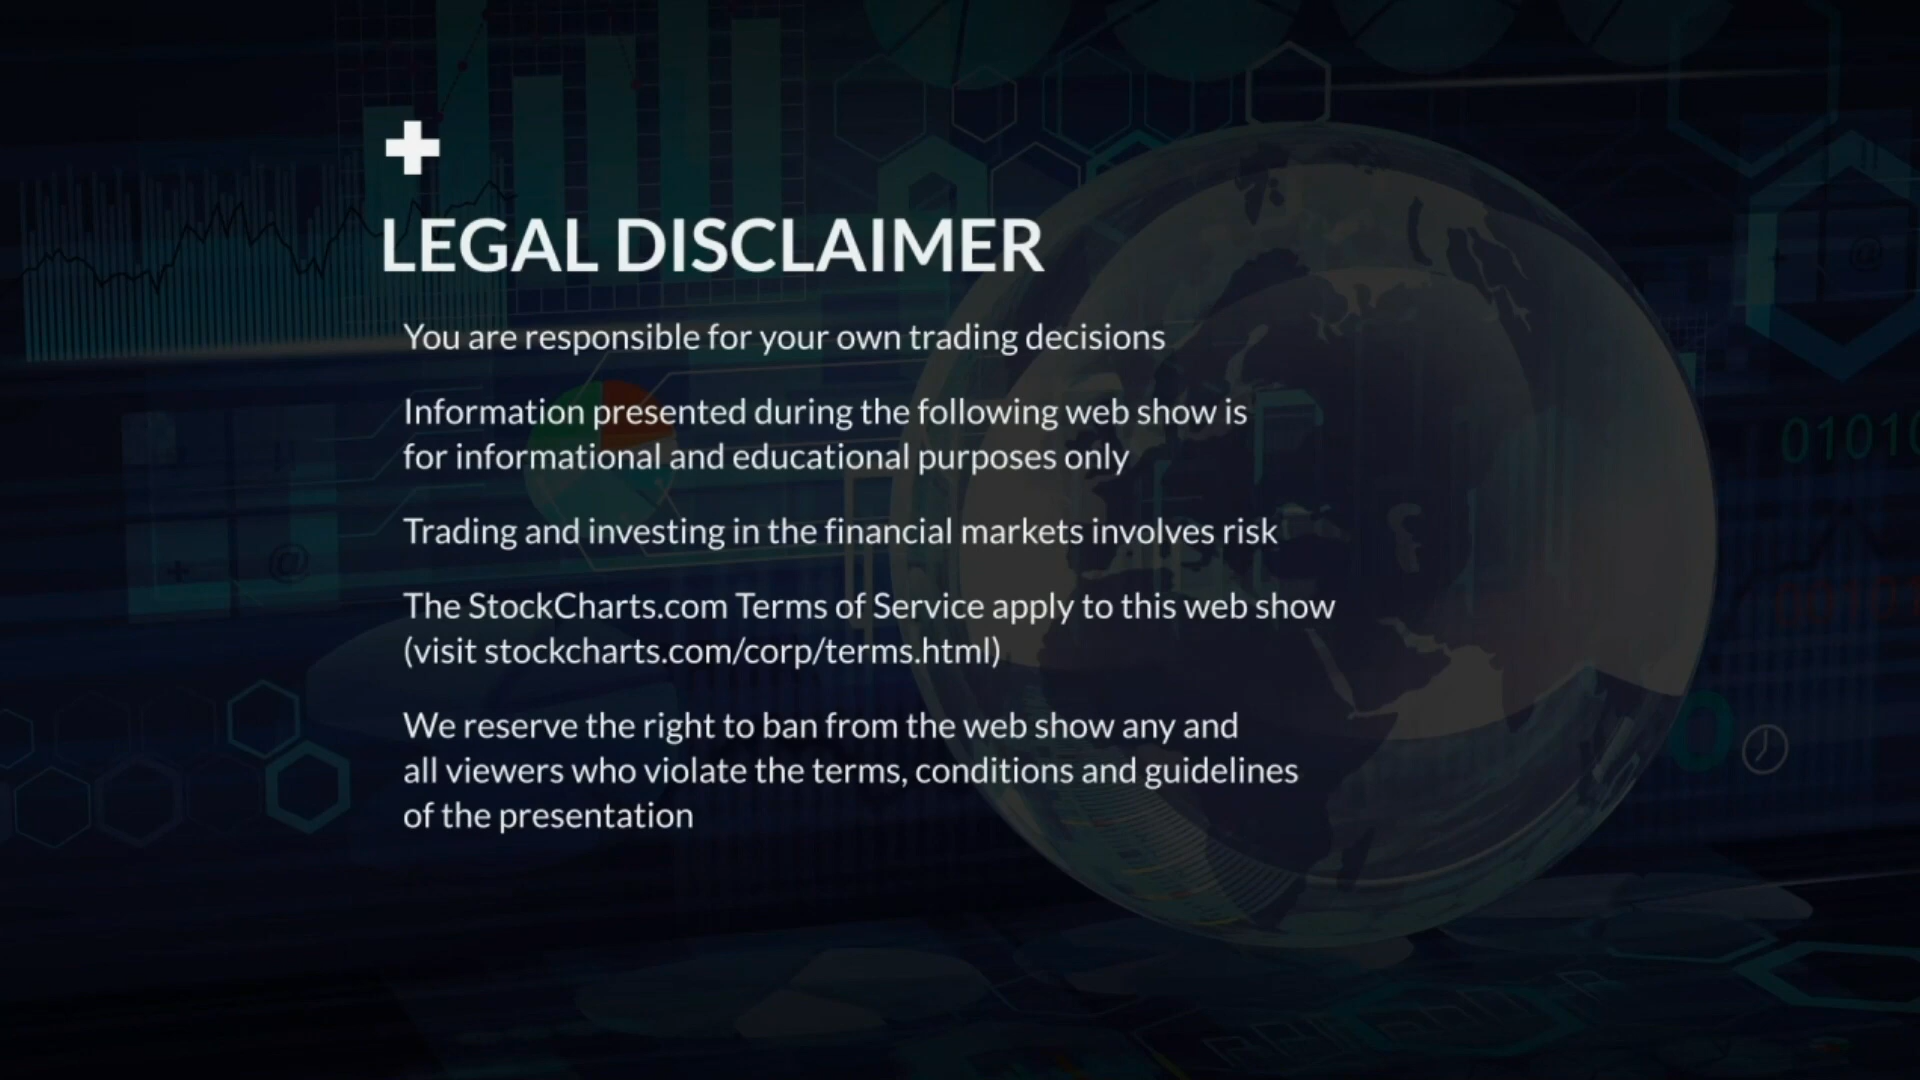 LEGAL DISCLAIMER
You are responsible for your own trading decisions
Information presented during the following web show is
for informational and educational purposes only
Trading and investing in the financial markets involves risk
The StockCharts.com Terms of Service apply to this web show
(visit stockcharts.com/corp/terms.html)
We reserve the right to ban from the web show any and
all viewers who violate the terms, conditions and guidelines
of the presentation